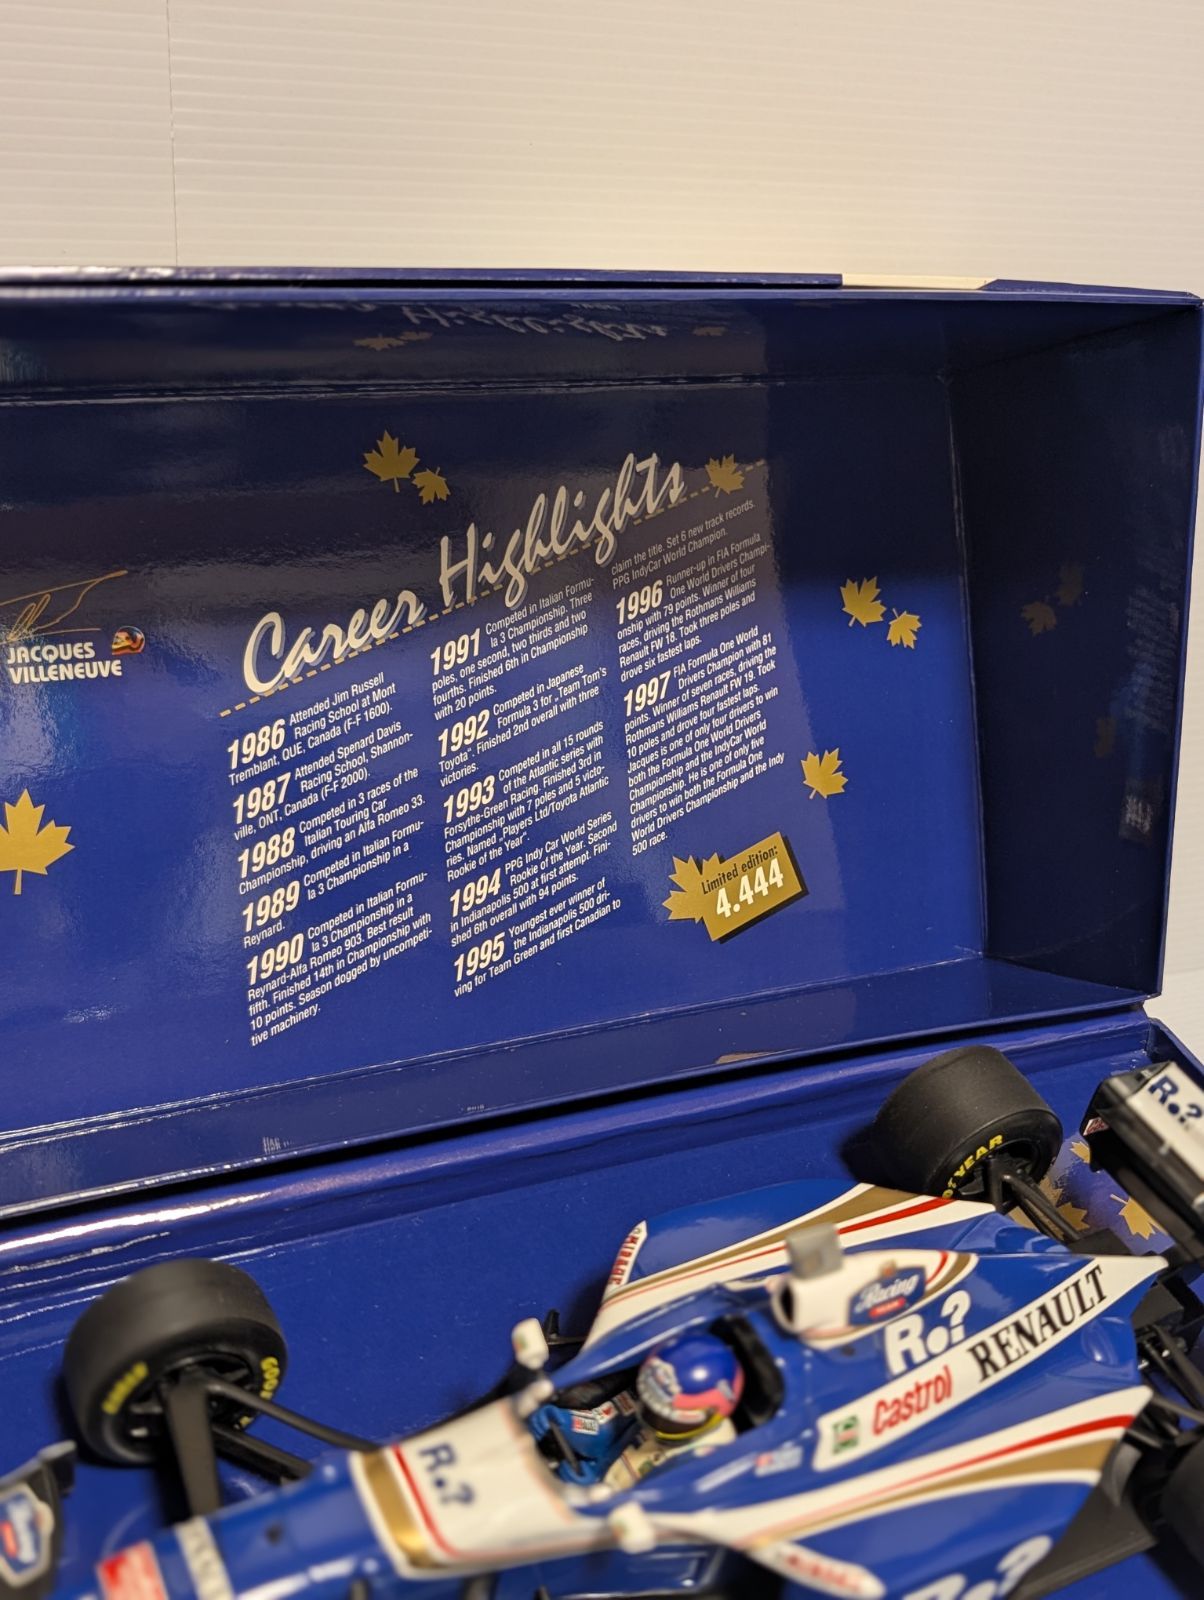 Career Highlights
JACQUES
VILLENEUVE
1986 Attended Jim Russell
Racing School at Mont
Tremblant, QUE, Canada (F-F 1600).
1987 Attended Spenard Davis
Racing School, Shannon-
ville, ONT, Canada (F-F 2000).
1988 Competed in 3 races of the
Italian Touring Car
Championship, driving an Alfa Romeo 33.
1989 Competed in Italian Formu-
la 3 Championship in a
Reynard.
1990 Competed in Italian Formu-
la 3 Championship in a
Reynard-Alfa Romeo 903. Best result
fifth. Finished 14th in Championship with
10 points. Season dogged by uncompeti-
tive machinery.
1991 Competed in Italian Formu-
la 3 Championship. Three
poles, one second, two thirds and two
fourths. Finished 6th in Championship
with 20 points.
1992 Competed in Japanese
Formula 3 for „Team Tom's
Toyota“. Finished 2nd overall with three
victories.
1993 Competed in all 15 rounds
of the Atlantic series with
Forsythe-Green Racing. Finished 3rd in
Championship with 7 poles and 5 victo-
ries. Named „Players Ltd/Toyota Atlantic
Rookie of the Year“.
1994 PPG Indy Car World Series
Rookie of the Year. Second
in Indianapolis 500 at first attempt. Fini-
shed 6th overall with 94 points.
1995 Youngest ever winner of
the Indianapolis 500 dri-
ving for Team Green and first Canadian to
claim the title. Set 6 new track records.
PPG IndyCar World Champion.
1996 Runner-up in FIA Formula
One World Drivers Champi-
onship with 79 points. Winner of four
races, driving the Rothmans Williams
Renault FW 18. Took three poles and
drove six fastest laps.
1997 FIA Formula One World
Drivers Champion with 81
points. Winner of seven races, driving the
Rothmans Williams Renault FW 19. Took
10 poles and drove four fastest laps.
Jacques is one of only four drivers to win
both the Formula One World Drivers
Championship and the IndyCar World
Championship. He is one of only five
drivers to win both the Formula One
World Drivers Championship and the Indy
500 race.
Limited edition:
4.444
R.?
GOODYEAR
Racing
R.?
RENAULT
Castrol
R.?
R.?